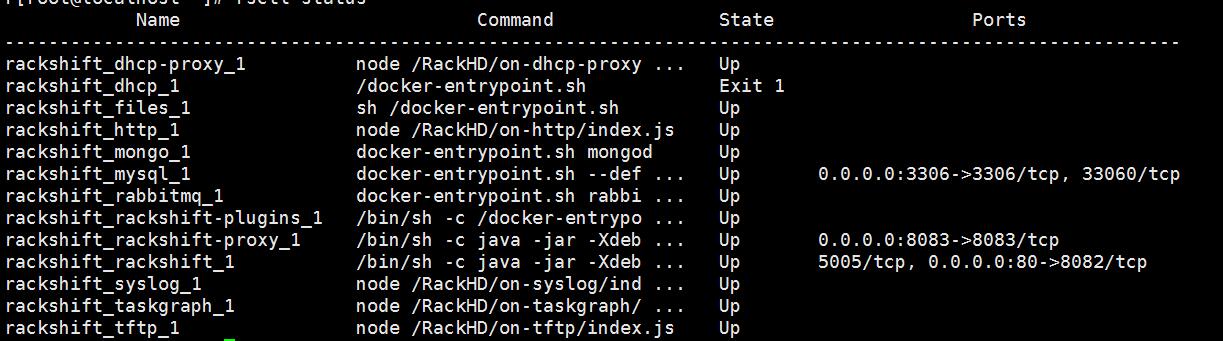 Name Command State Ports
------------------------------------------------------------------------------------------------------------------------
rackshift_dhcp-proxy_1 node /RackHD/on-dhcp-proxy ... Up
rackshift_dhcp_1 /docker-entrypoint.sh Exit 1
rackshift_files_1 sh /docker-entrypoint.sh Up
rackshift_http_1 node /RackHD/on-http/index.js Up
rackshift_mongo_1 docker-entrypoint.sh mongod Up
rackshift_mysql_1 docker-entrypoint.sh --def ... Up 0.0.0.0:3306->3306/tcp, 33060/tcp
rackshift_rabbitmq_1 docker-entrypoint.sh rabbi ... Up
rackshift_rackshift-plugins_1 /bin/sh -c /docker-entrypo ... Up
rackshift_rackshift-proxy_1 /bin/sh -c java -jar -Xdeb ... Up 0.0.0.0:8083->8083/tcp
rackshift_rackshift_1 /bin/sh -c java -jar -Xdeb ... Up 5005/tcp, 0.0.0.0:80->8082/tcp
rackshift_syslog_1 node /RackHD/on-syslog/ind ... Up
rackshift_taskgraph_1 node /RackHD/on-taskgraph/ ... Up
rackshift_tftp_1 node /RackHD/on-tftp/index.js Up